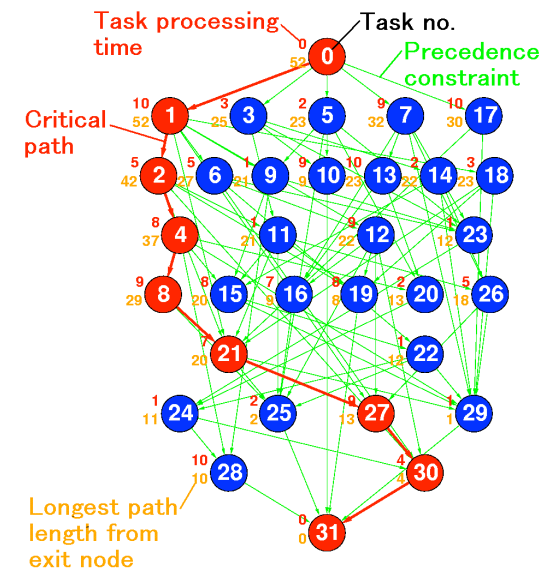 Task processing
time
Task no.
0
52
0
Precedence
constraint
10 3 2 9 10
1 3 5 7 17
52 25 23 32 30
Critical
path
5 5 1 9 10 2 3
2 6 9 10 13 14 18
42 27 21 9 23 22 23
8 1 9 1
4 11 12 23
37 21 22 12
9 8 7 8 2 5
8 15 16 19 20 26
29 20 9 8 13 18
7 1
21 22
20 12
1 2 9 1
24 25 27 29
11 2 13 1
10 4
28 30
10 4
Longest path
length from
exit node
0
31
0